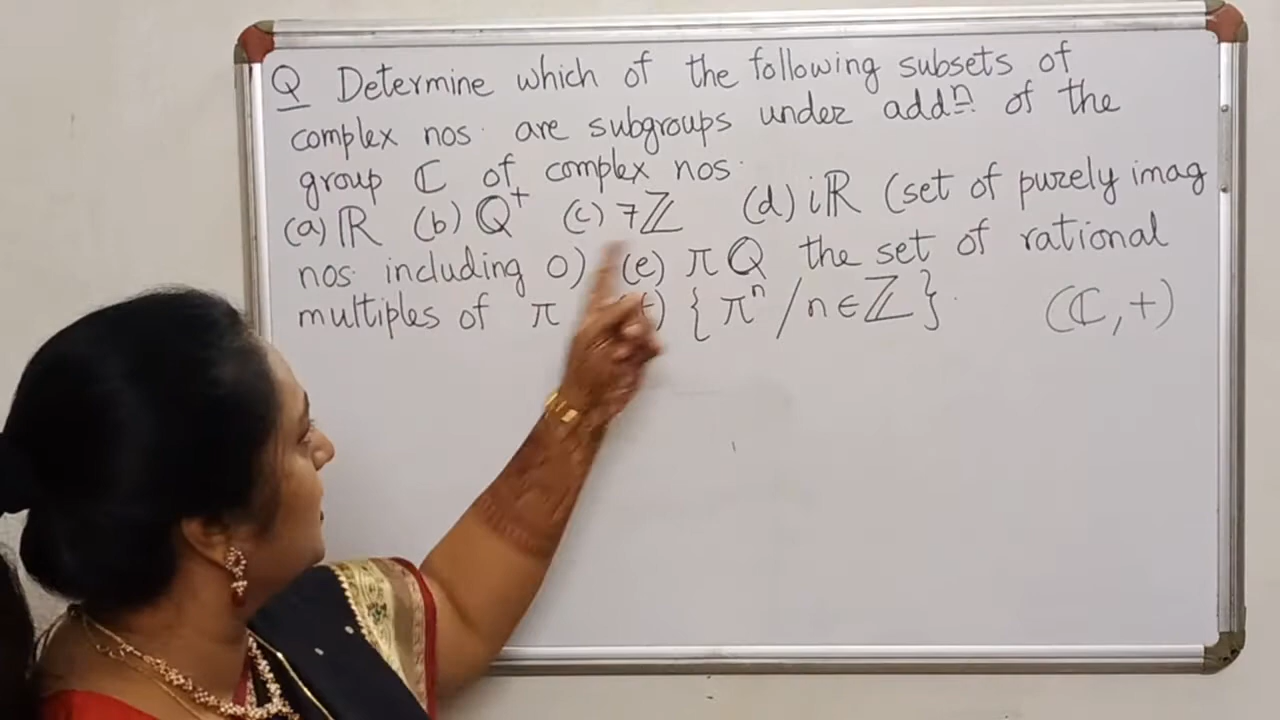 Q Determine which of the following subsets of
complex nos. are subgroups under addn of the
group ℂ of complex nos.
(a) ℝ (b) ℚ⁺ (c) 7ℤ (d) iℝ (set of purely imag
nos including 0) (e) πℚ the set of rational
multiples of π { πⁿ / n ∈ ℤ }. (ℂ, +)